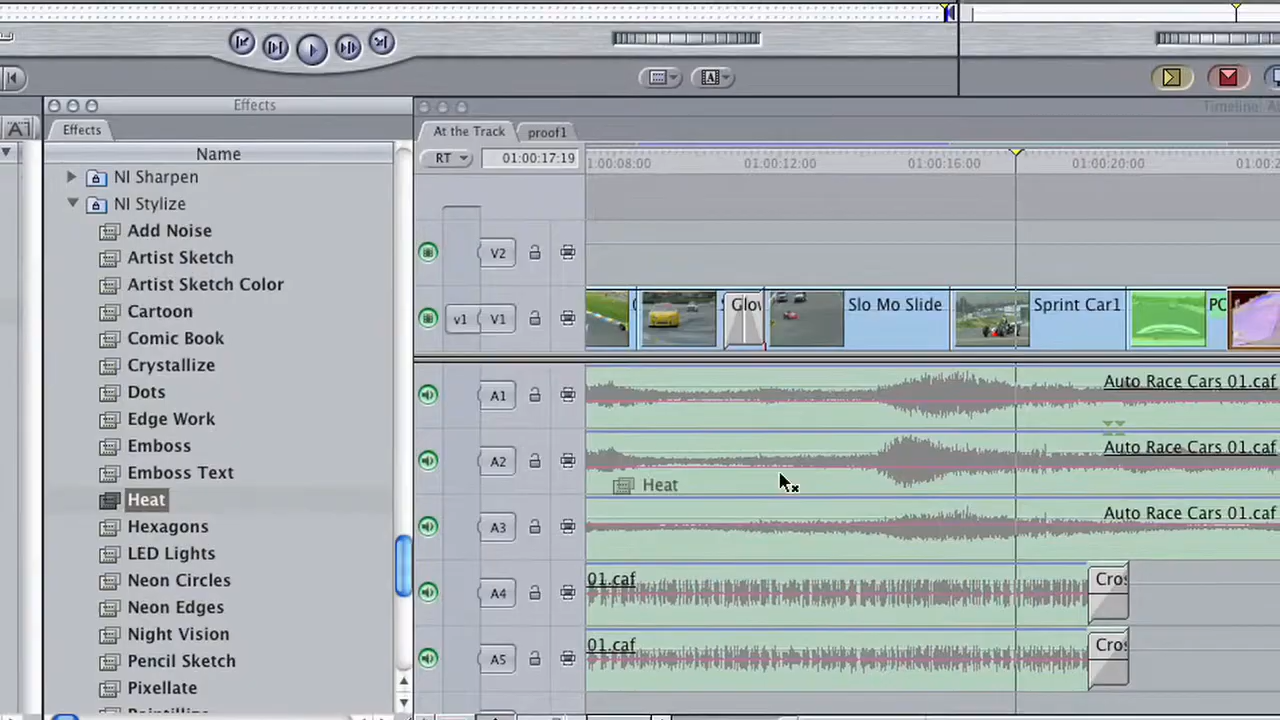 Timeline: A
Effects
Effects
Name
NI Sharpen
NI Stylize
Add Noise
Artist Sketch
Artist Sketch Color
Cartoon
Comic Book
Crystallize
Dots
Edge Work
Emboss
Emboss Text
Heat
Hexagons
LED Lights
Neon Circles
Neon Edges
Night Vision
Pencil Sketch
Pixellate
At the Track
proof1
RT
01:00:17:19
1:00:08:00
01:00:12:00
01:00:16:00
01:00:20:00
01:00:2
V2
v1
V1
Glov
Slo Mo Slide
Sprint Car1
PC
A1
Auto Race Cars 01.caf
A2
Auto Race Cars 01.caf
Heat
A3
Auto Race Cars 01.caf
A4
01.caf
Cros
A5
01.caf
Cros